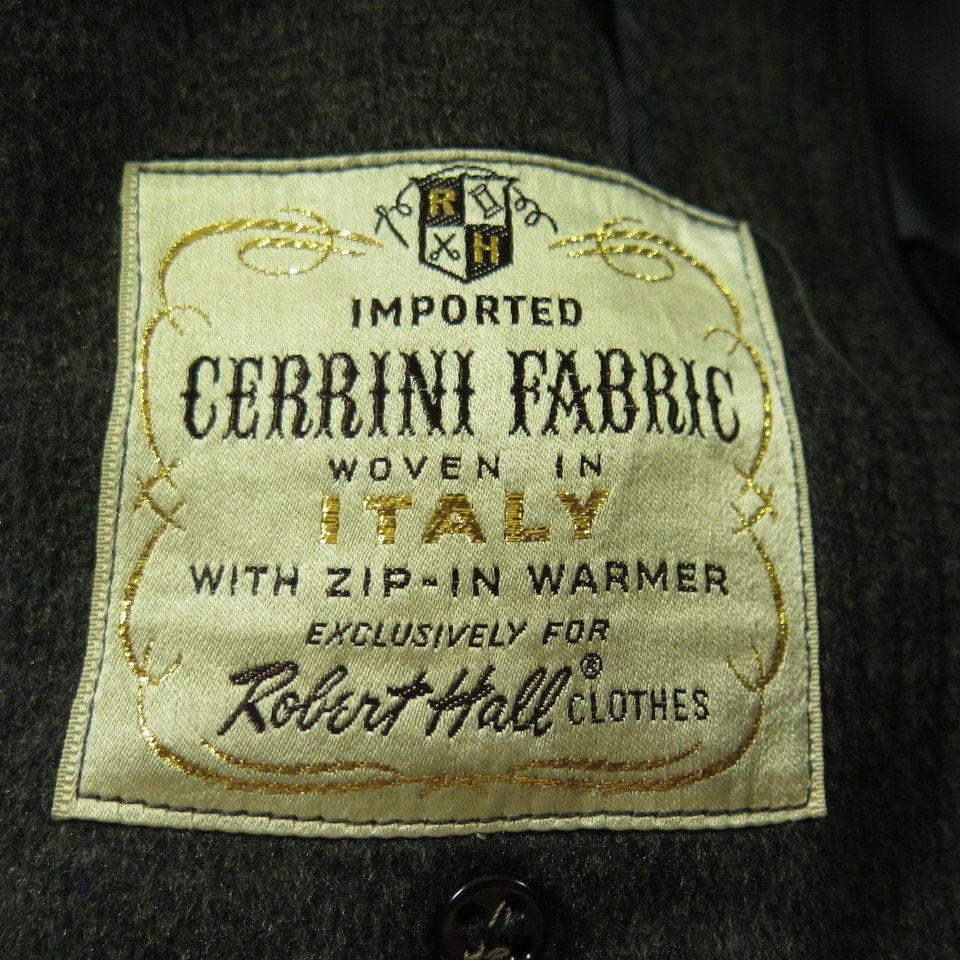 R
H
IMPORTED
CERRINI FABRIC
WOVEN IN
ITALY
WITH ZIP-IN WARMER
EXCLUSIVELY FOR
Robert Hall® CLOTHES